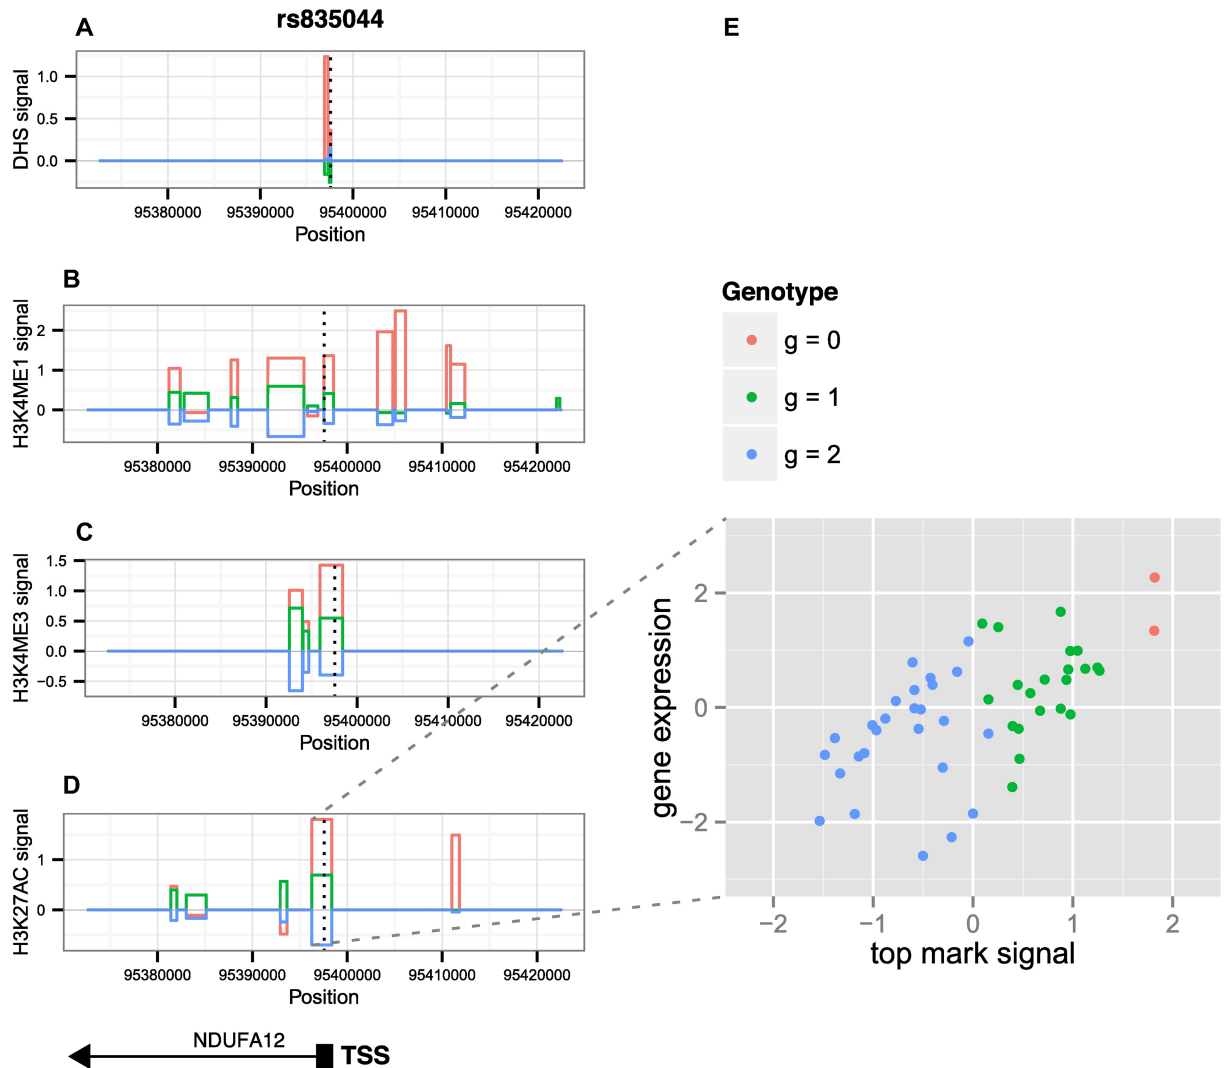 A
rs835044
E
DHS signal
1.0
0.5
0.0
95380000 95390000 95400000 95410000 95420000
Position
B
H3K4ME1 signal
2
1
0
95380000 95390000 95400000 95410000 95420000
Position
Genotype
g = 0
g = 1
g = 2
C
H3K4ME3 signal
1.5
1.0
0.5
0.0
−0.5
95380000 95390000 95400000 95410000 95420000
Position
D
H3K27AC signal
1
0
95380000 95390000 95400000 95410000 95420000
Position
gene expression
2
0
−2
−2 −1 0 1 2
top mark signal
NDUFA12
TSS